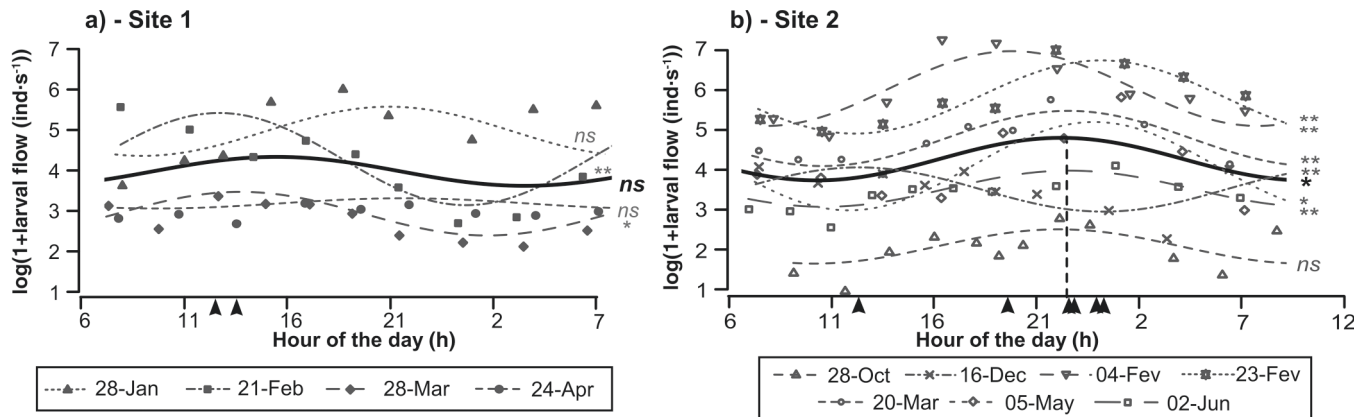 a) - Site 1
log(1+larval flow (ind·s⁻¹))
7
6
5
4
3
2
1
ns
**
ns
ns
*
6 11 16 21 2 7
Hour of the day (h)
28-Jan 21-Feb 28-Mar 24-Apr
b) - Site 2
log(1+larval flow (ind·s⁻¹))
7
6
5
4
3
2
1
**
**
**
**
*
*
**
ns
6 11 16 21 2 7 12
Hour of the day (h)
28-Oct 16-Dec 04-Fev 23-Fev
20-Mar 05-May 02-Jun